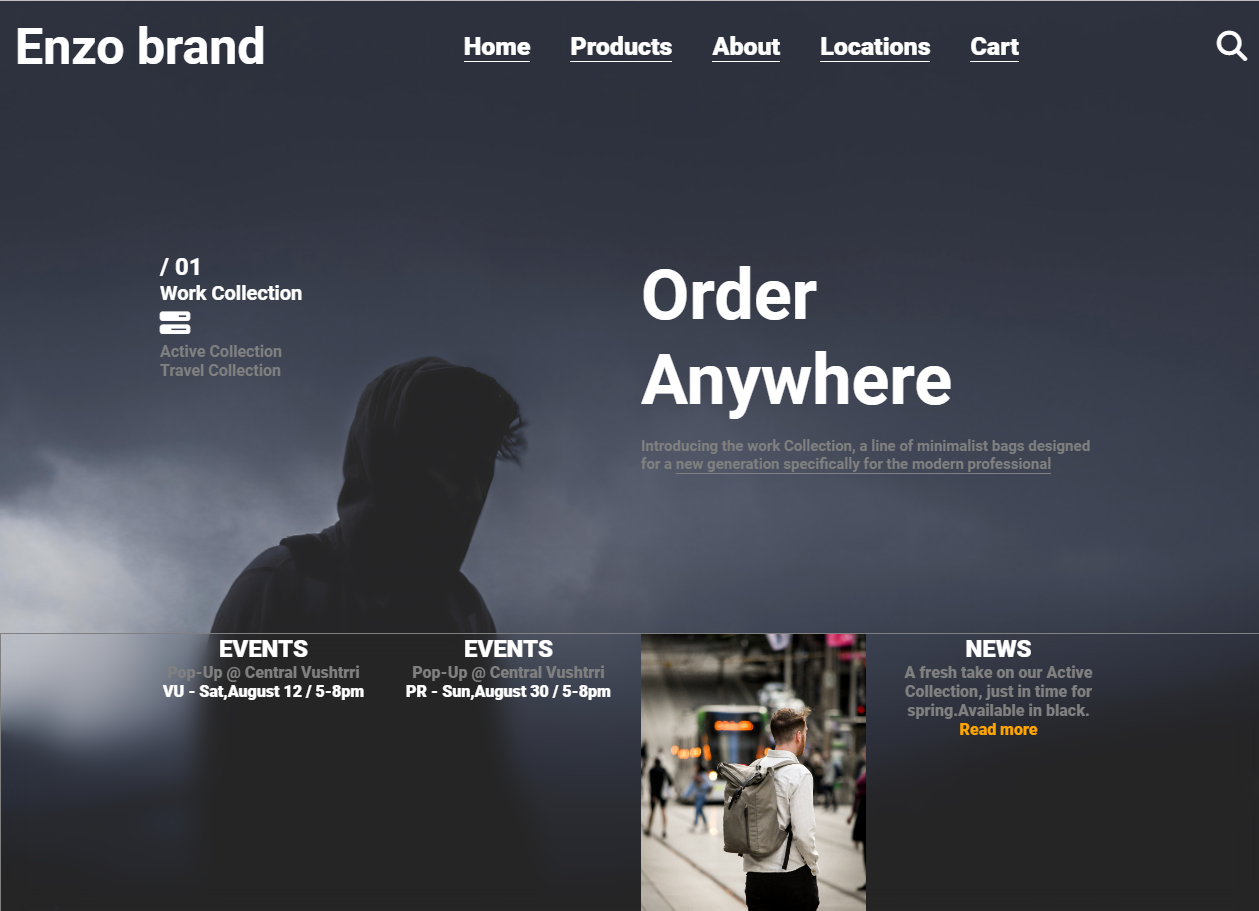 Enzo brand
Home Products About Locations Cart
/ 01
Work Collection
Active Collection
Travel Collection
Order
Anywhere
Introducing the work Collection, a line of minimalist bags designed
for a new generation specifically for the modern professional
EVENTS
Pop-Up @ Central Vushtrri
VU - Sat,August 12 / 5-8pm
EVENTS
Pop-Up @ Central Vushtrri
PR - Sun,August 30 / 5-8pm
NEWS
A fresh take on our Active
Collection, just in time for
spring.Available in black.
Read more